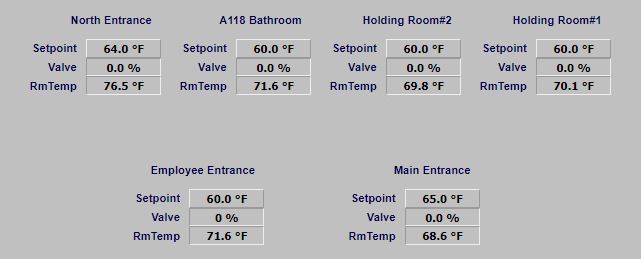 North Entrance A118 Bathroom Holding Room#2 Holding Room#1
Setpoint 64.0 °F Setpoint 60.0 °F Setpoint 60.0 °F Setpoint 60.0 °F
Valve 0.0 % Valve 0.0 % Valve 0.0 % Valve 0.0 %
RmTemp 76.5 °F RmTemp 71.6 °F RmTemp 69.8 °F RmTemp 70.1 °F
Employee Entrance Main Entrance
Setpoint 60.0 °F Setpoint 65.0 °F
Valve 0 % Valve 0.0 %
RmTemp 71.6 °F RmTemp 68.6 °F